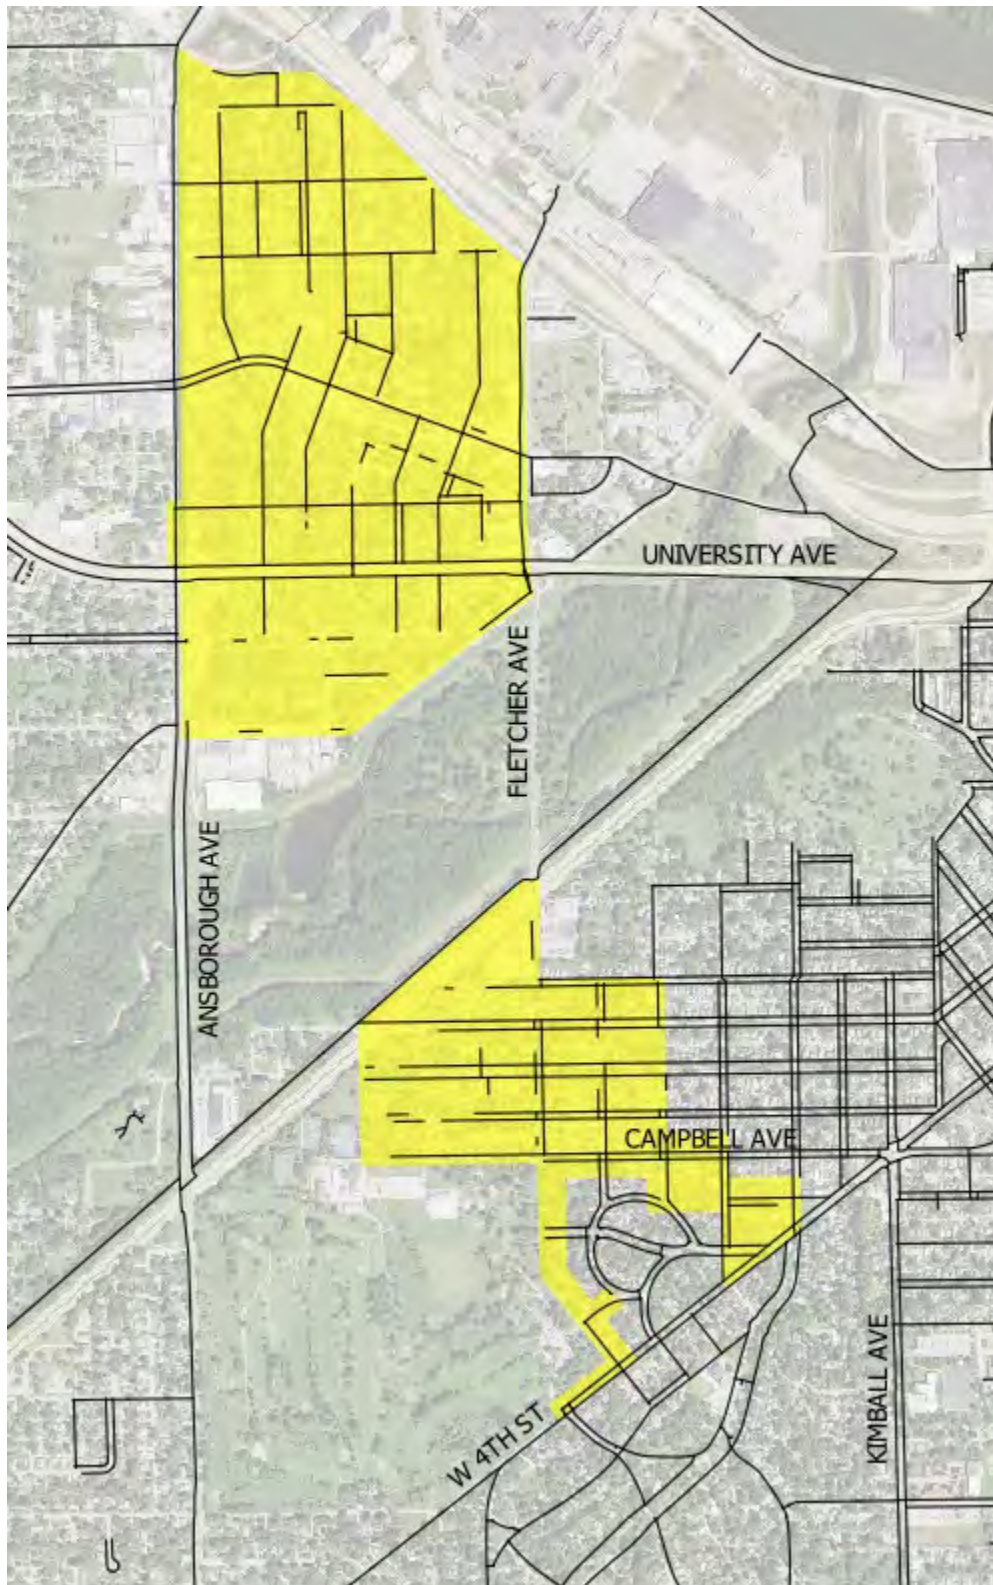 UNIVERSITY AVE
FLETCHER AVE
ANSBOROUGH AVE
CAMPBELL AVE
KIMBALL AVE
W 4TH ST